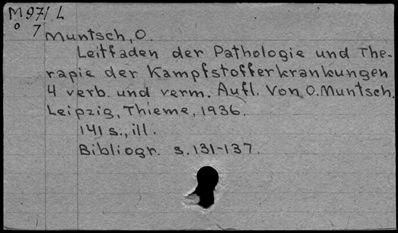 M97/L
o 7
Muntsch, O.
Leitfaden der Pathologie und The-
rapie der Kampfstofferkrankungen
4 verb. und verm. Aufl. Von O. Muntsch.
Leipzig, Thieme, 1936.
141 s., ill.
Bibliogr. s. 131-137.